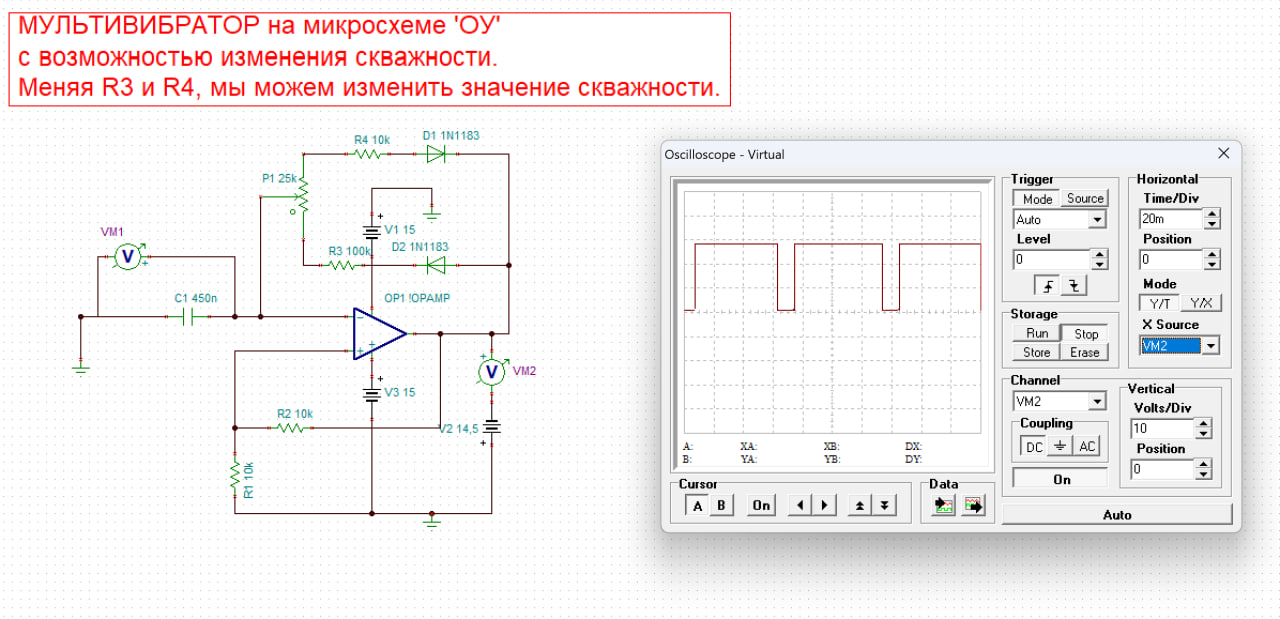 МУЛЬТИВИБРАТОР на микросхеме 'ОУ'
с возможностью изменения скважности.
Меняя R3 и R4, мы можем изменить значение скважности.
R4 10k
D1 1N1183
P1 25k
V1 15
R3 100k
D2 1N1183
VM1
V
C1 450n
OP1 !OPAMP
V
VM2
V3 15
R2 10k
V2 14,5
R1 10k
Oscilloscope - Virtual
Trigger
Mode Source
Auto
Level
0
Storage
Run Stop
Store Erase
Horizontal
Time/Div
20m
Position
0
Mode
Y/T Y/X
X Source
VM2
Channel
VM2
Coupling
DC AC
On
Vertical
Volts/Div
10
Position
0
Auto
A: XA: XB: DX:
B: YA: YB: DY:
Cursor
A B On
Data